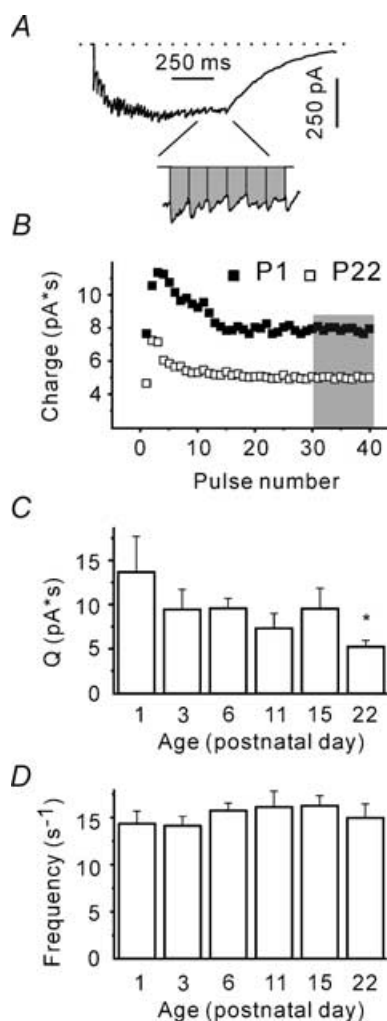 A
250 ms
250 pA
B
P1
P22
Charge (pA*s)
10
8
6
4
0
10
20
30
40
Pulse number
C
Q (pA*s)
15
10
5
0
*
1 3 6 11 15 22
Age (postnatal day)
D
Frequency (s⁻¹)
15
10
5
0
1 3 6 11 15 22
Age (postnatal day)